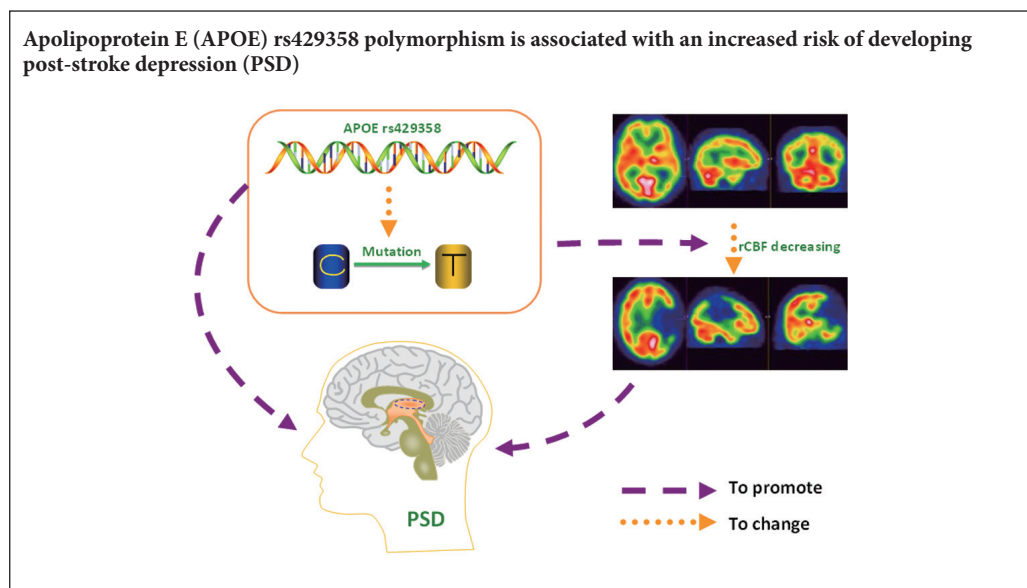 Apolipoprotein E (APOE) rs429358 polymorphism is associated with an increased risk of developing
post-stroke depression (PSD)
APOE rs429358
Mutation
C
T
rCBF decreasing
PSD
To promote
To change